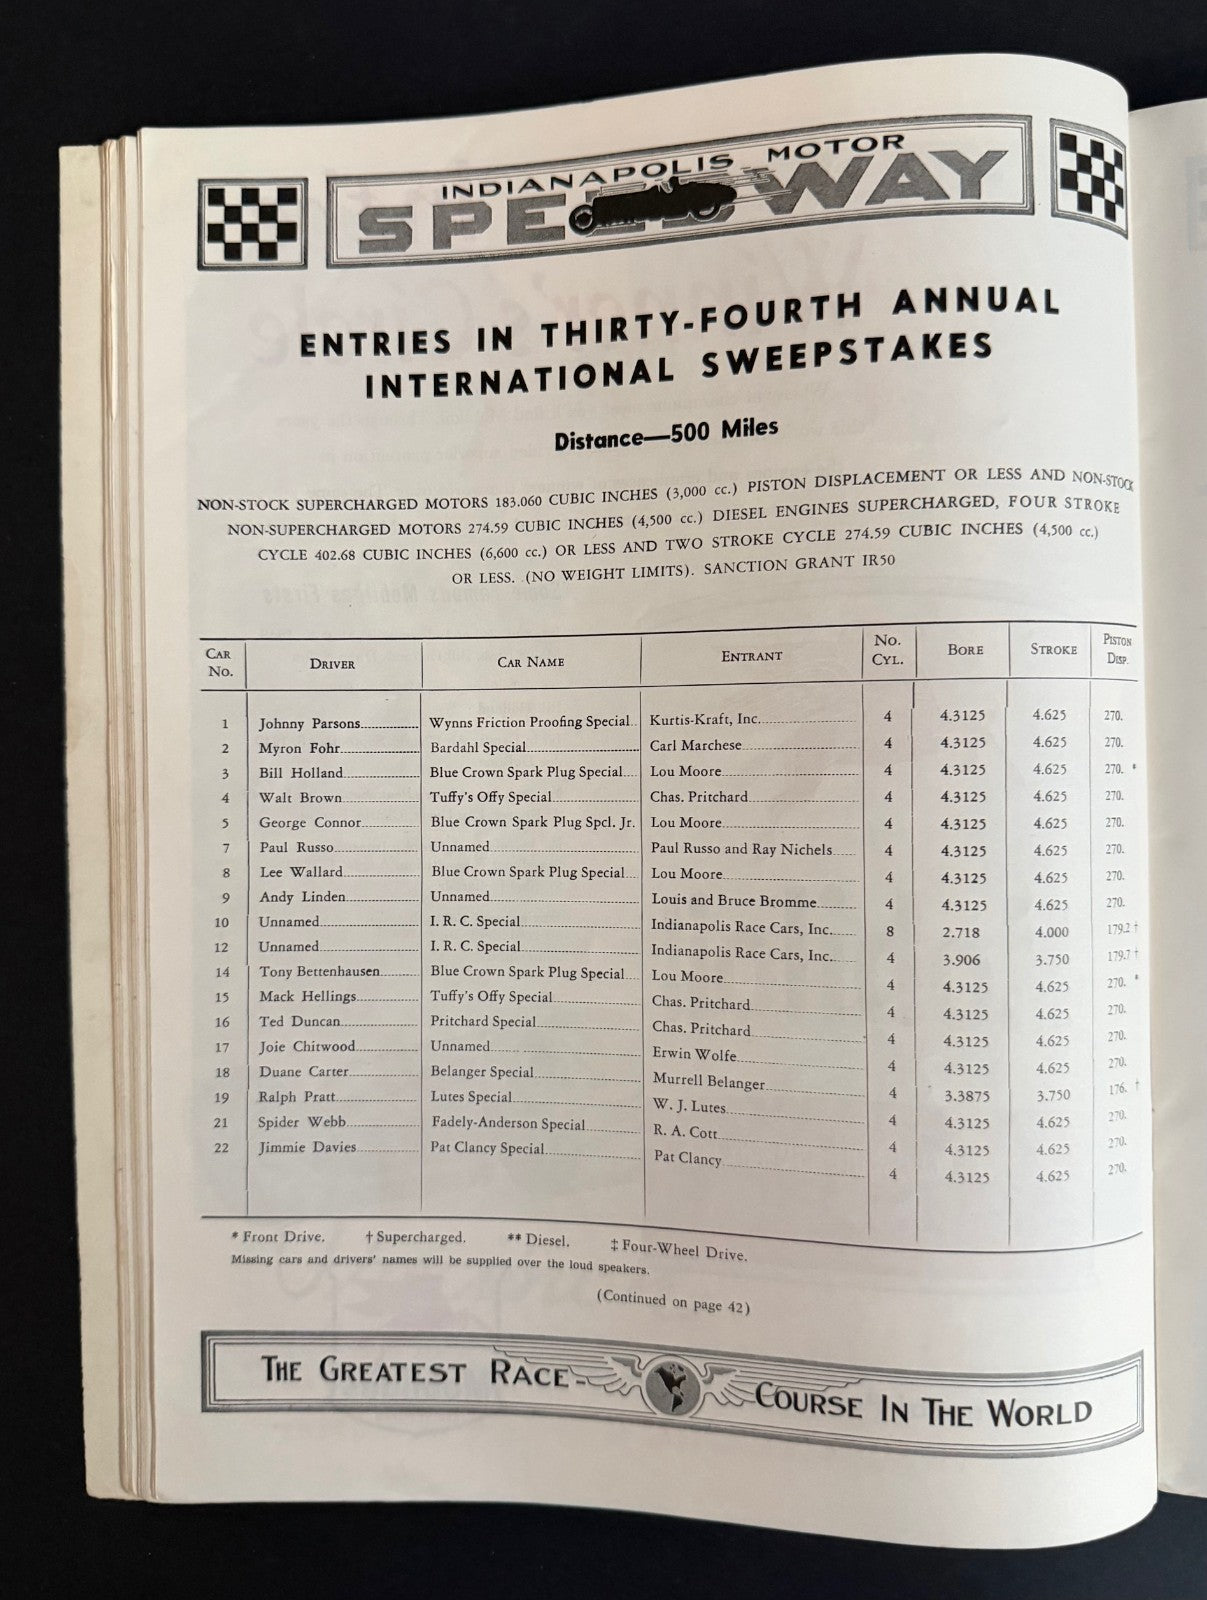 INDIANAPOLIS MOTOR
SPEEDWAY
ENTRIES IN THIRTY-FOURTH ANNUAL
INTERNATIONAL SWEEPSTAKES
Distance—500 Miles
NON-STOCK SUPERCHARGED MOTORS 183.060 CUBIC INCHES (3,000 cc.) PISTON DISPLACEMENT OR LESS AND NON-STOCK
NON-SUPERCHARGED MOTORS 274.59 CUBIC INCHES (4,500 cc.) DIESEL ENGINES SUPERCHARGED, FOUR STROKE
CYCLE 402.68 CUBIC INCHES (6,600 cc.) OR LESS AND TWO STROKE CYCLE 274.59 CUBIC INCHES (4,500 cc.)
OR LESS. (NO WEIGHT LIMITS). SANCTION GRANT IR50
CAR NO. DRIVER CAR NAME ENTRANT NO. CYL. BORE STROKE PISTON DISP.
1 Johnny Parsons Wynns Friction Proofing Special Kurtis-Kraft, Inc. 4 4.3125 4.625 270.
2 Myron Fohr Bardahl Special Carl Marchese 4 4.3125 4.625 270.
3 Bill Holland Blue Crown Spark Plug Special Lou Moore 4 4.3125 4.625 270. *
4 Walt Brown Tuffy's Offy Special Chas. Pritchard 4 4.3125 4.625 270.
5 George Connor Blue Crown Spark Plug Spcl. Jr. Lou Moore 4 4.3125 4.625 270.
7 Paul Russo Unnamed Paul Russo and Ray Nichels 4 4.3125 4.625 270.
8 Lee Wallard Blue Crown Spark Plug Special Lou Moore 4 4.3125 4.625 270.
9 Andy Linden Unnamed Louis and Bruce Bromme 4 4.3125 4.625 270.
10 Unnamed I. R. C. Special Indianapolis Race Cars, Inc. 8 2.718 4.000 179.2 †
12 Unnamed I. R. C. Special Indianapolis Race Cars, Inc. 4 3.906 3.750 179.7 †
14 Tony Bettenhausen Blue Crown Spark Plug Special Lou Moore 4 4.3125 4.625 270. *
15 Mack Hellings Tuffy's Offy Special Chas. Pritchard 4 4.3125 4.625 270.
16 Ted Duncan Pritchard Special Chas. Pritchard 4 4.3125 4.625 270.
17 Joie Chitwood Unnamed Erwin Wolfe 4 4.3125 4.625 270.
18 Duane Carter Belanger Special Murrell Belanger 4 3.3875 3.750 176. †
19 Ralph Pratt Lutes Special W. J. Lutes 4 4.3125 4.625 270.
21 Spider Webb Fadely-Anderson Special R. A. Cott 4 4.3125 4.625 270.
22 Jimmie Davies Pat Clancy Special Pat Clancy 4 4.3125 4.625 270.
* Front Drive. † Supercharged. ** Diesel. ‡ Four-Wheel Drive.
Missing cars and drivers' names will be supplied over the loud speakers.
(Continued on page 42)
THE GREATEST RACE-COURSE IN THE WORLD